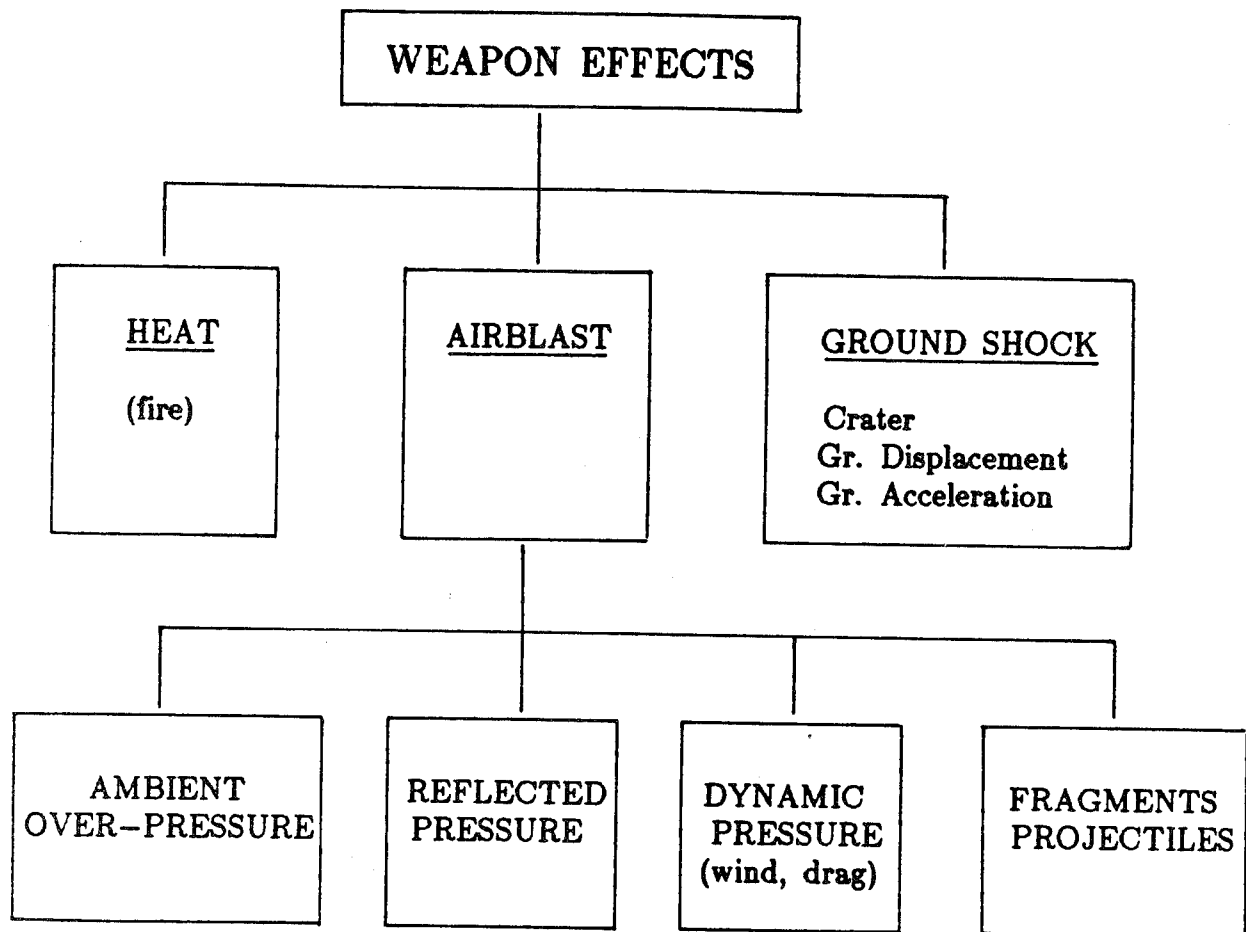 WEAPON EFFECTS
HEAT
(fire)
AIRBLAST
GROUND SHOCK
Crater
Gr. Displacement
Gr. Acceleration
AMBIENT
OVER-PRESSURE
REFLECTED
PRESSURE
DYNAMIC
PRESSURE
(wind, drag)
FRAGMENTS
PROJECTILES